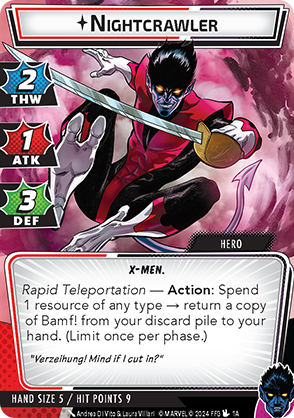 NIGHTCRAWLER
2
THW
1
ATK
3
DEF
HERO
X-MEN.
Rapid Teleportation — Action: Spend
1 resource of any type → return a copy
of Bamf! from your discard pile to your
hand. (Limit once per phase.)
"Verzeihung! Mind if I cut in?"
HAND SIZE 5 / HIT POINTS 9
Andrea Di Vito & Laura Villari © MARVEL © 2024 FFG 1A